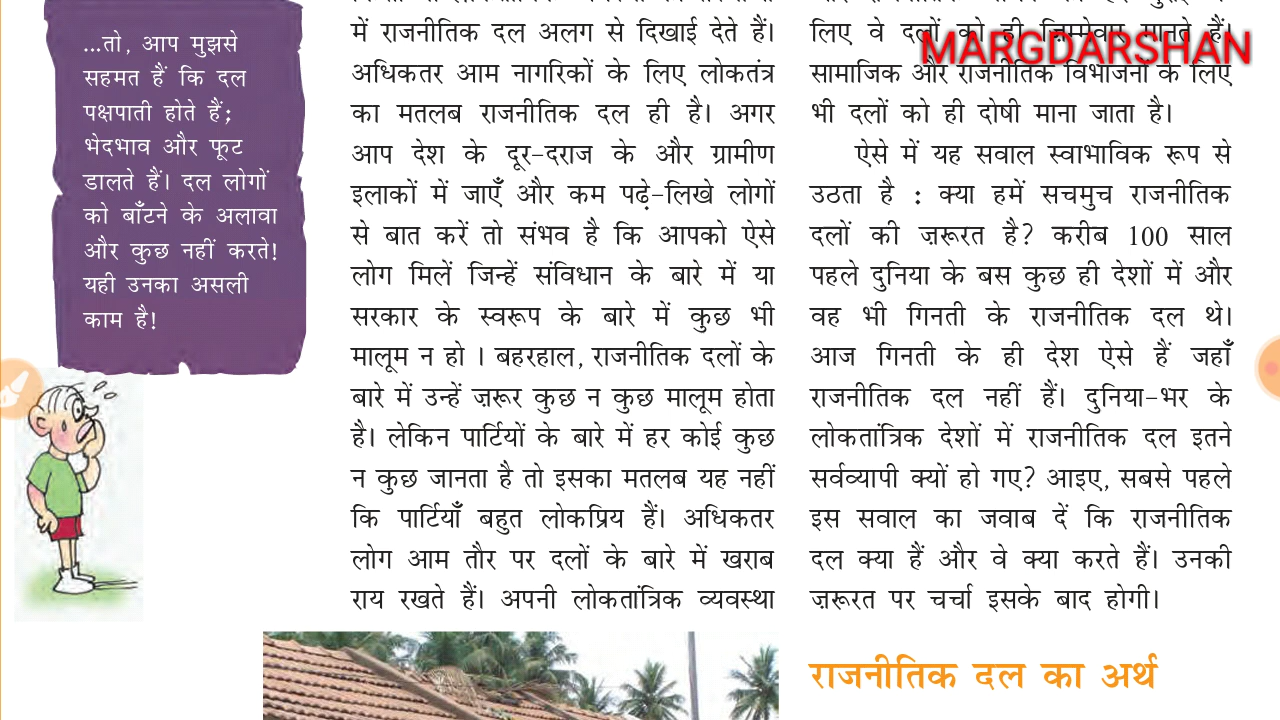 ...तो, आप मुझसे
सहमत हैं कि दल
पक्षपाती होते हैं;
भेदभाव और फूट
डालते हैं। दल लोगों
को बाँटने के अलावा
और कुछ नहीं करते!
यही उनका असली
काम है!
में राजनीतिक दल अलग से दिखाई देते हैं।
अधिकतर आम नागरिकों के लिए लोकतंत्र
का मतलब राजनीतिक दल ही है। अगर
आप देश के दूर-दराज के और ग्रामीण
इलाकों में जाएँ और कम पढ़े-लिखे लोगों
से बात करें तो संभव है कि आपको ऐसे
लोग मिलें जिन्हें संविधान के बारे में या
सरकार के स्वरूप के बारे में कुछ भी
मालूम न हो । बहरहाल, राजनीतिक दलों के
बारे में उन्हें ज़रूर कुछ न कुछ मालूम होता
है। लेकिन पार्टियों के बारे में हर कोई कुछ
न कुछ जानता है तो इसका मतलब यह नहीं
कि पार्टियाँ बहुत लोकप्रिय हैं। अधिकतर
लोग आम तौर पर दलों के बारे में खराब
राय रखते हैं। अपनी लोकतांत्रिक व्यवस्था
लिए वे दलों को ही ज़िम्मेवार मानते हैं।
MARGDARSHAN
सामाजिक और राजनीतिक विभाजनों के लिए
भी दलों को ही दोषी माना जाता है।
ऐसे में यह सवाल स्वाभाविक रूप से
उठता है : क्या हमें सचमुच राजनीतिक
दलों की ज़रूरत है? करीब 100 साल
पहले दुनिया के बस कुछ ही देशों में और
वह भी गिनती के राजनीतिक दल थे।
आज गिनती के ही देश ऐसे हैं जहाँ
राजनीतिक दल नहीं हैं। दुनिया-भर के
लोकतांत्रिक देशों में राजनीतिक दल इतने
सर्वव्यापी क्यों हो गए? आइए, सबसे पहले
इस सवाल का जवाब दें कि राजनीतिक
दल क्या हैं और वे क्या करते हैं। उनकी
ज़रूरत पर चर्चा इसके बाद होगी।
राजनीतिक दल का अर्थ